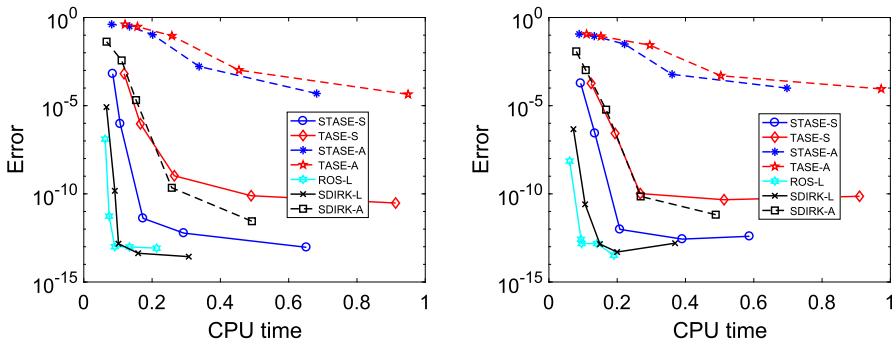 10^0
10^-5
10^-10
10^-15
Error
0
0.2
0.4
0.6
0.8
1
CPU time
STASE-S
TASE-S
STASE-A
TASE-A
ROS-L
SDIRK-L
SDIRK-A
10^0
10^-5
10^-10
10^-15
Error
0
0.2
0.4
0.6
0.8
1
CPU time
STASE-S
TASE-S
STASE-A
TASE-A
ROS-L
SDIRK-L
SDIRK-A